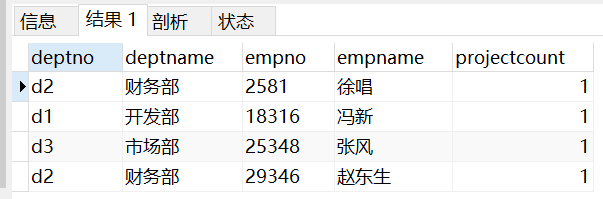 信息 结果 1 剖析 状态
deptno deptname empno empname projectcount
d2 财务部 2581 徐唱 1
d1 开发部 18316 冯新 1
d3 市场部 25348 张风 1
d2 财务部 29346 赵东生 1